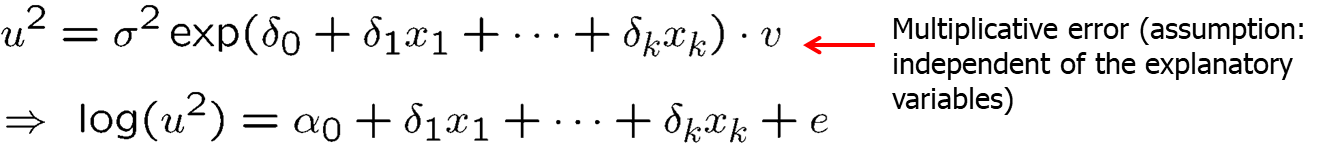 u² = σ² exp(δ₀ + δ₁x₁ + ⋯ + δₖxₖ) · v
Multiplicative error (assumption:
independent of the explanatory
variables)
⇒ log(u²) = α₀ + δ₁x₁ + ⋯ + δₖxₖ + e